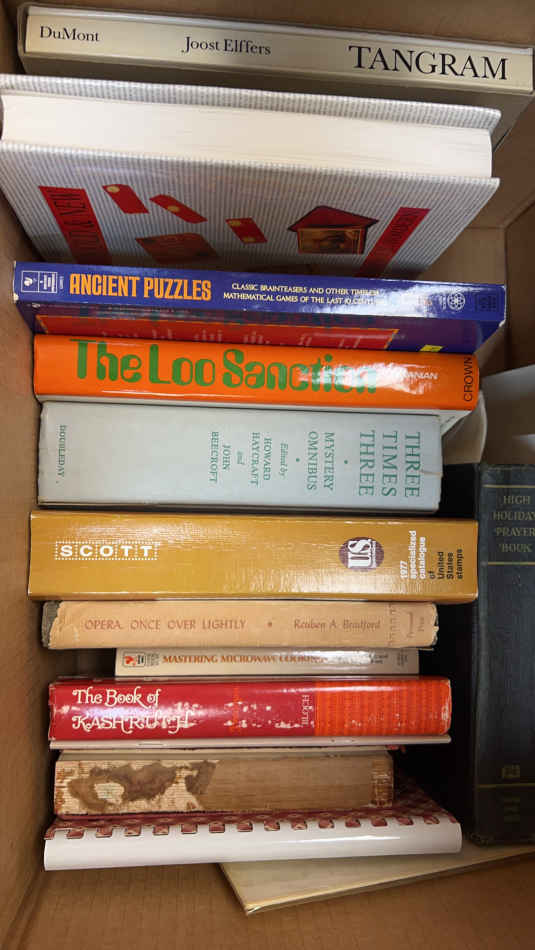 DuMont Joost Elffers TANGRAM
& NEW
ANCIENT PUZZLES
CLASSIC BRAINTEASERS AND OTHER TIMELESS
MATHEMATICAL GAMES OF THE LAST 10 CENTURIES
The Loo Sanction
CROWN
THREE
TIMES
THREE
MYSTERY
OMNIBUS
Edited by
HOWARD
HAYCRAFT
and
JOHN
BEECROFT
DOUBLEDAY
HIGH
HOLIDAY
PRAYER
BOOK
SCOTT
1977
specialized
catalogue
of
United
States
stamps
OPERA, ONCE OVER LIGHTLY • Reuben A. Bradford
MASTERING MICROWAVE COOKING
The Book of
KASHRUTH